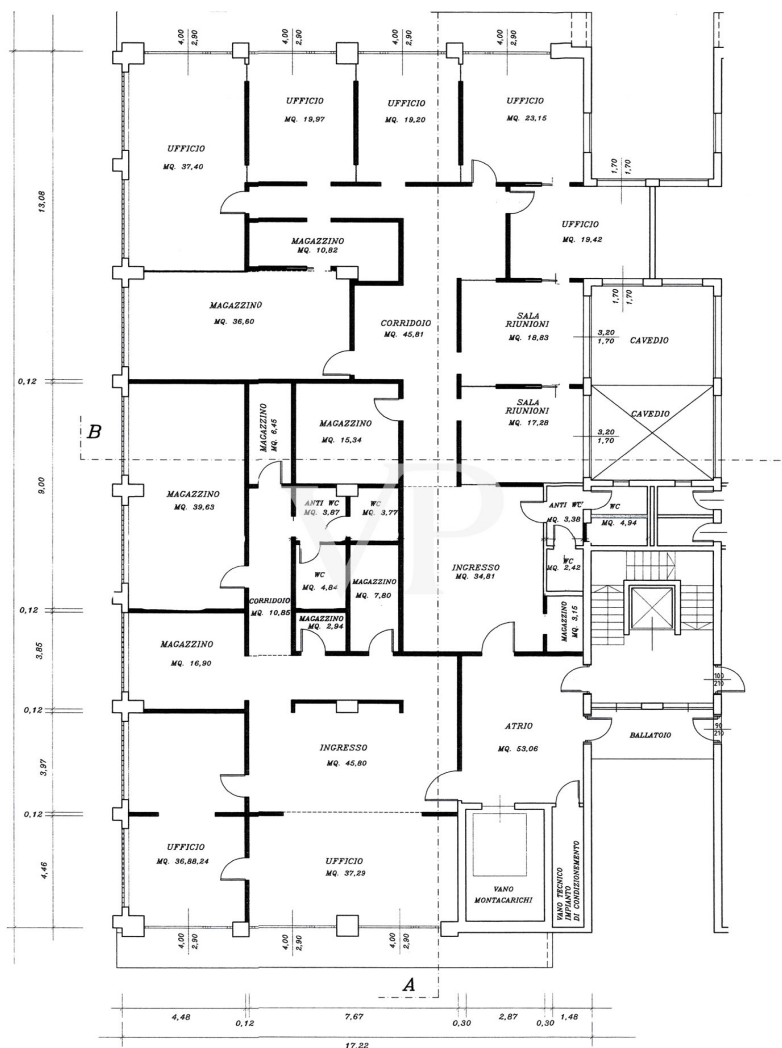 4,00
2,90
4,00
2,90
4,00
2,90
4,00
2,90
UFFICIO
MQ. 19,97
UFFICIO
MQ. 19,20
UFFICIO
MQ. 23,15
UFFICIO
MQ. 37,40
1,70
1,70
13,08
UFFICIO
MQ. 19,42
MAGAZZINO
MQ. 10,82
1,70
1,70
MAGAZZINO
MQ. 36,60
CORRIDOIO
MQ. 45,81
SALA
RIUNIONI
MQ. 18,83
3,20
1,70
CAVEDIO
0,12
SALA
RIUNIONI
MQ. 17,28
CAVEDIO
3,20
1,70
B
MAGAZZINO
MQ. 6,45
MAGAZZINO
MQ. 15,34
9,00
MAGAZZINO
MQ. 39,63
ANTI WC
MQ. 3,87
WC
MQ. 3,77
ANTI WC
MQ. 3,38
WC
MQ. 4,94
VP
INGRESSO
MQ. 34,81
WC
MQ. 2,42
WC
MQ. 4,84
MAGAZZINO
MQ. 7,80
CORRIDOIO
MQ. 10,85
MAGAZZINO
MQ. 2,94
MAGAZZINO
MQ. 3,15
0,12
3,85
MAGAZZINO
MQ. 16,90
100
210
0,12
ATRIO
MQ. 53,06
90
210
BALLATOIO
INGRESSO
MQ. 45,80
3,97
0,12
UFFICIO
MQ. 36,88,24
UFFICIO
MQ. 37,29
4,46
VANO
MONTACARICHI
VANO TECNICO
IMPIANTO
DI CONDIZIONEMENTO
4,00
2,90
4,00
2,90
4,00
2,90
A
4,48
0,12
7,67
0,30
2,87
0,30
1,48
17,22